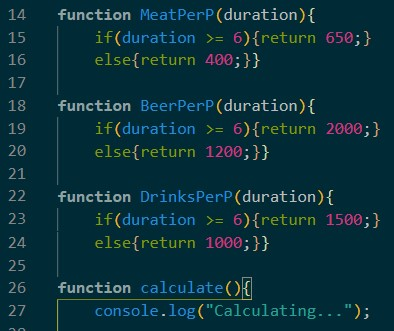 14 function MeatPerP(duration){
15 if(duration >= 6){return 650;}
16 else{return 400;}}
17
18 function BeerPerP(duration){
19 if(duration >= 6){return 2000;}
20 else{return 1200;}}
21
22 function DrinksPerP(duration){
23 if(duration >= 6){return 1500;}
24 else{return 1000;}}
25
26 function calculate(){
27 console.log("Calculating...");